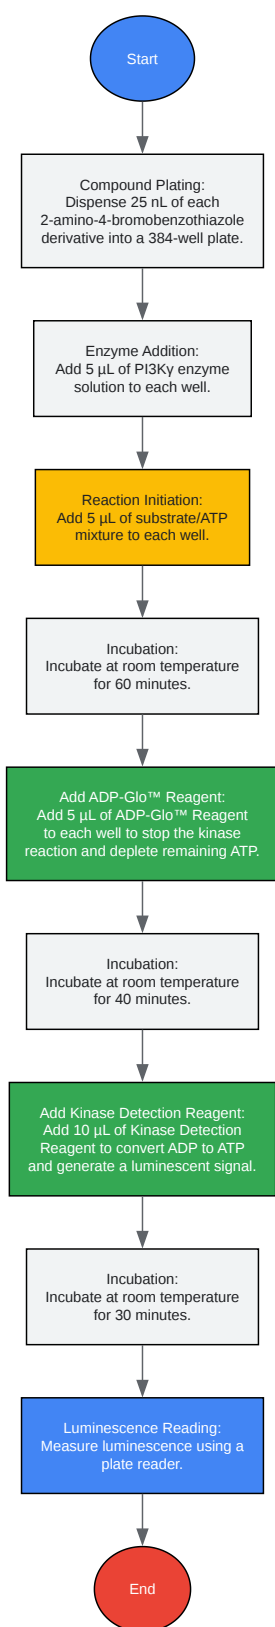 Start
Compound Plating:
Dispense 25 nL of each
2-amino-4-bromobenzothiazole
derivative into a 384-well plate.
Enzyme Addition:
Add 5 µL of PI3Kγ enzyme
solution to each well.
Reaction Initiation:
Add 5 µL of substrate/ATP
mixture to each well.
Incubation:
Incubate at room temperature
for 60 minutes.
Add ADP-Glo™ Reagent:
Add 5 µL of ADP-Glo™ Reagent
to each well to stop the kinase
reaction and deplete remaining ATP.
Incubation:
Incubate at room temperature
for 40 minutes.
Add Kinase Detection Reagent:
Add 10 µL of Kinase Detection
Reagent to convert ADP to ATP
and generate a luminescent signal.
Incubation:
Incubate at room temperature
for 30 minutes.
Luminescence Reading:
Measure luminescence using a
plate reader.
End